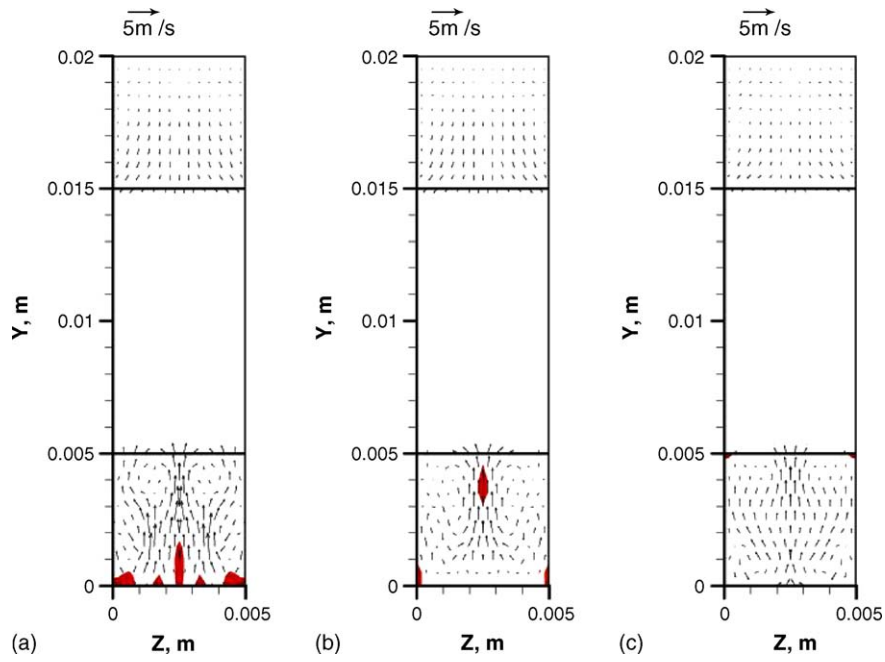 5m /s 5m /s 5m /s
0.02 0.02 0.02
0.015 0.015 0.015
Y, m Y, m Y, m
0.01 0.01 0.01
0.005 0.005 0.005
0 0 0
0 0.005 0 0.005 0 0.005
(a) Z, m (b) Z, m (c) Z, m